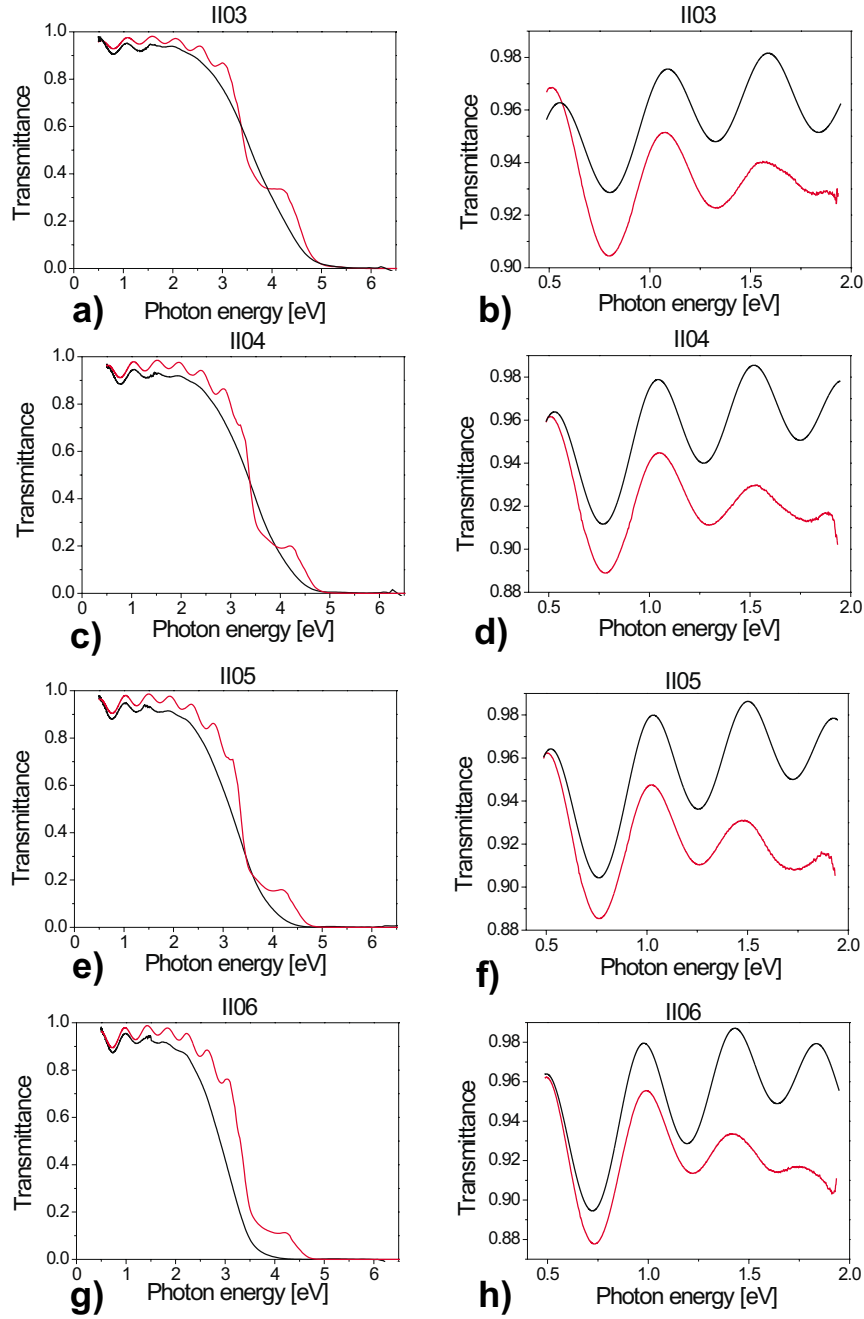 II03
Transmittance
1.0
0.8
0.6
0.4
0.2
0.0
0 1 2 3 4 5 6
Photon energy [eV]
a)
II03
Transmittance
0.98
0.96
0.94
0.92
0.90
0.5 1.0 1.5 2.0
Photon energy [eV]
b)
II04
Transmittance
1.0
0.8
0.6
0.4
0.2
0.0
0 1 2 3 4 5 6
Photon energy [eV]
c)
II04
Transmittance
0.98
0.96
0.94
0.92
0.90
0.88
0.5 1.0 1.5 2.0
Photon energy [eV]
d)
II05
Transmittance
1.0
0.8
0.6
0.4
0.2
0.0
0 1 2 3 4 5 6
Photon energy [eV]
e)
II05
Transmittance
0.98
0.96
0.94
0.92
0.90
0.88
0.5 1.0 1.5 2.0
Photon energy [eV]
f)
II06
Transmittance
1.0
0.8
0.6
0.4
0.2
0.0
0 1 2 3 4 5 6
Photon energy [eV]
g)
II06
Transmittance
0.98
0.96
0.94
0.92
0.90
0.88
0.5 1.0 1.5 2.0
Photon energy [eV]
h)